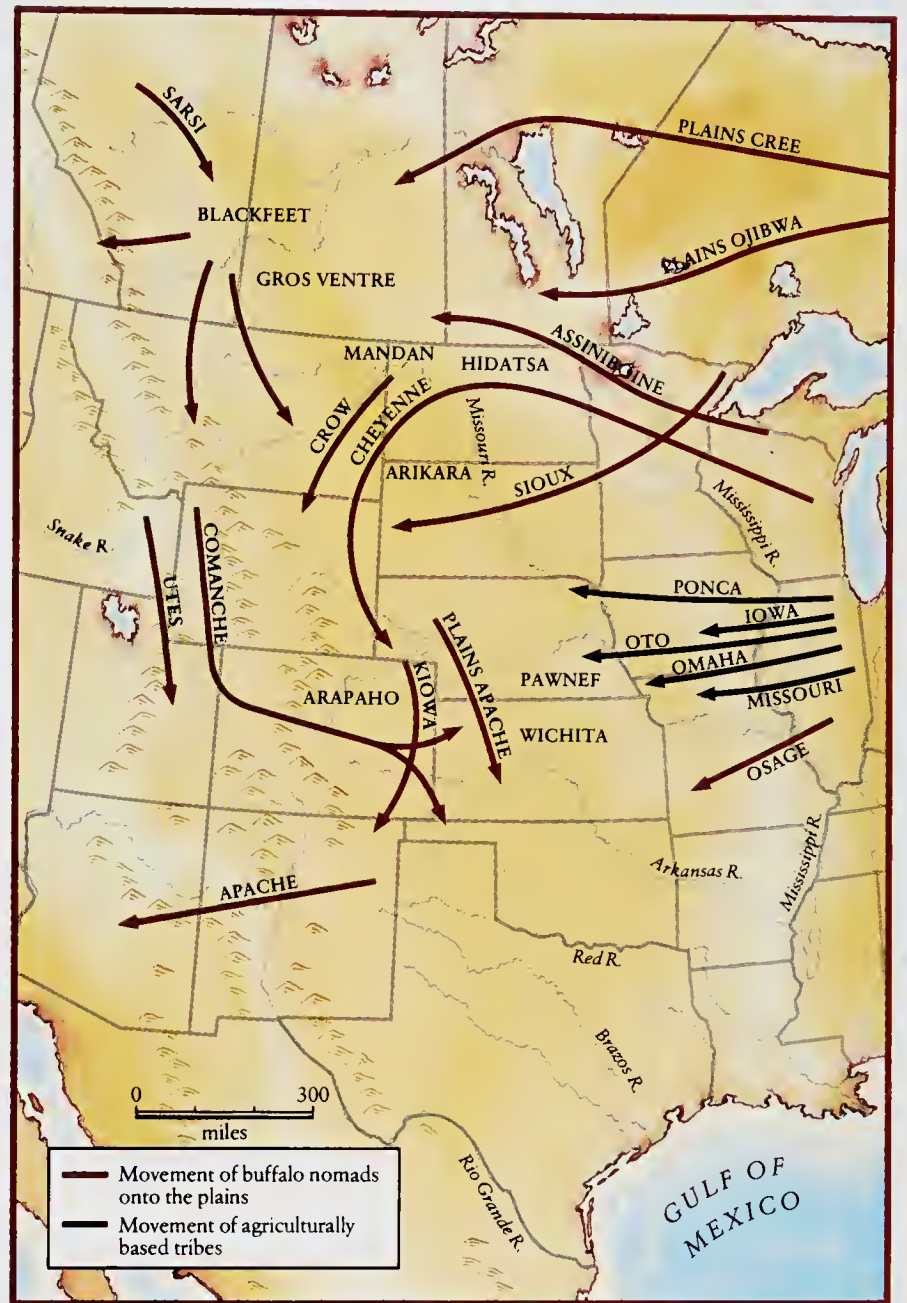 SARSI
PLAINS CREE
BLACKFEET
PLAINS OJIBWA
GROS VENTRE
ASSINIBOINE
MANDAN
HIDATSA
CROW
CHEYENNE
Missouri R.
ARIKARA
SIOUX
Mississippi R.
Snake R.
UTES
COMANCHE
PONCA
IOWA
OTO
OMAHA
MISSOURI
PLAINS APACHE
KIOWA
ARAPAHO
PAWNEF
WICHITA
OSAGE
Mississippi R.
Arkansas R.
APACHE
Red R.
Brazos R.
Rio Grande R.
GULF OF
MEXICO
0 300
miles
Movement of buffalo nomads
onto the plains
Movement of agriculturally
based tribes